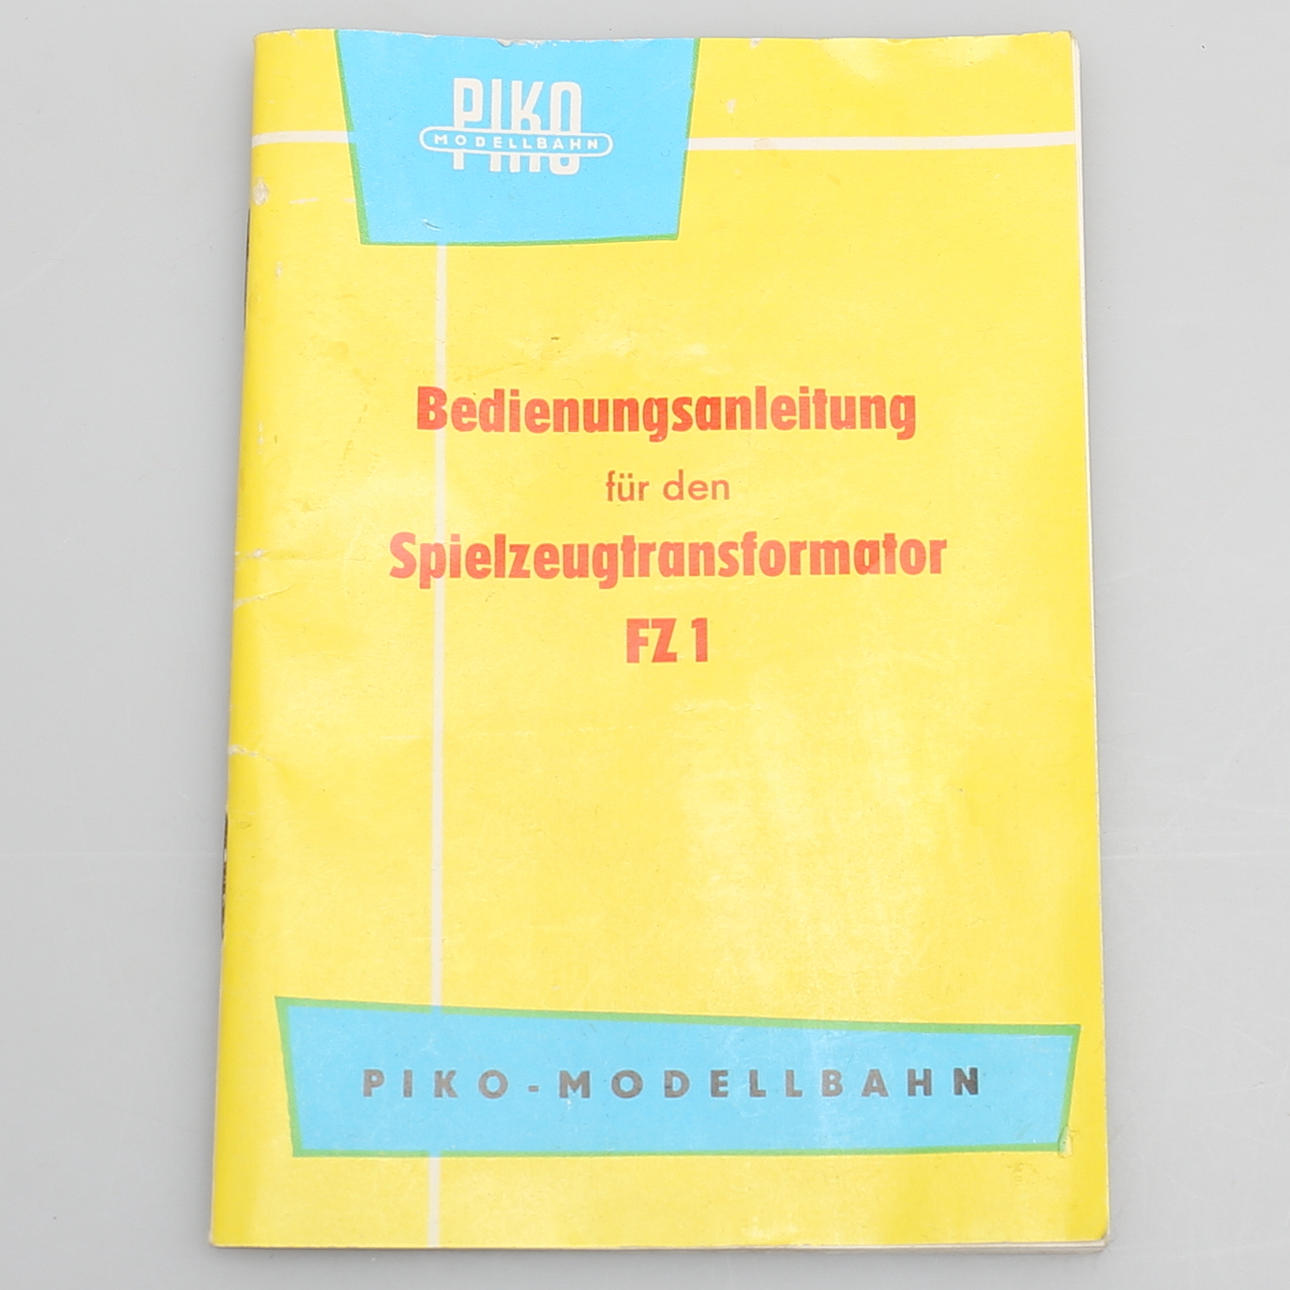 PIKO
MODELLBAHN
Bedienungsanleitung
für den
Spielzeugtransformator
FZ 1
PIKO-MODELLBAHN